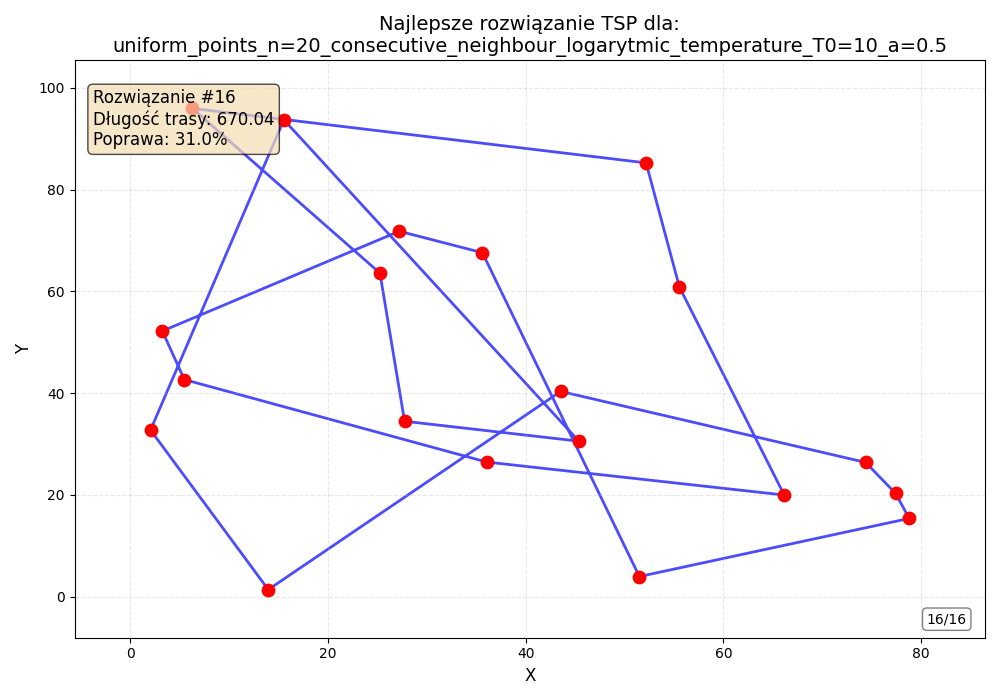 Najlepsze rozwiązanie TSP dla:
uniform_points_n=20_consecutive_neighbour_logarytmic_temperature_T0=10_a=0.5
Rozwiązanie #16
Długość trasy: 670.04
Poprawa: 31.0%
100
80
60
40
20
0
Y
16/16
0 20 40 60 80
X